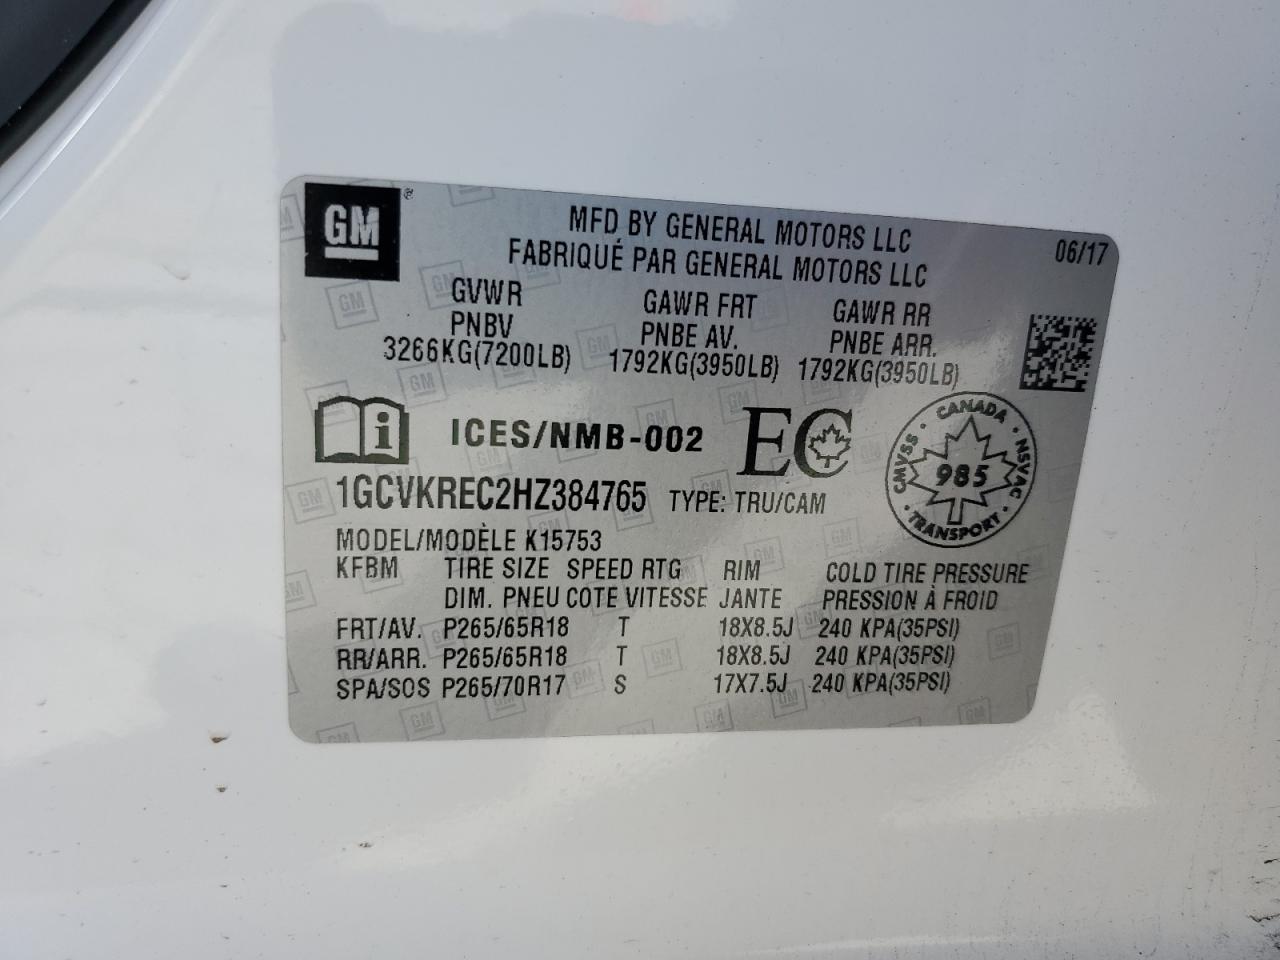 GM ®
MFD BY GENERAL MOTORS LLC
FABRIQUÉ PAR GENERAL MOTORS LLC
06/17
GVWR GAWR FRT GAWR RR
PNBV PNBE AV. PNBE ARR.
3266KG(7200LB) 1792KG(3950LB) 1792KG(3950LB)
i ICES/NMB-002 EC
CANADA
CMVSS 985 NSVAC
TRANSPORT
1GCVKREC2HZ384765 TYPE: TRU/CAM
MODEL/MODÈLE K15753
KFBM TIRE SIZE SPEED RTG RIM COLD TIRE PRESSURE
DIM. PNEU COTE VITESSE JANTE PRESSION À FROID
FRT/AV. P265/65R18 T 18X8.5J 240 KPA(35PSI)
RR/ARR. P265/65R18 T 18X8.5J 240 KPA(35PSI)
SPA/SOS P265/70R17 S 17X7.5J 240 KPA(35PSI)